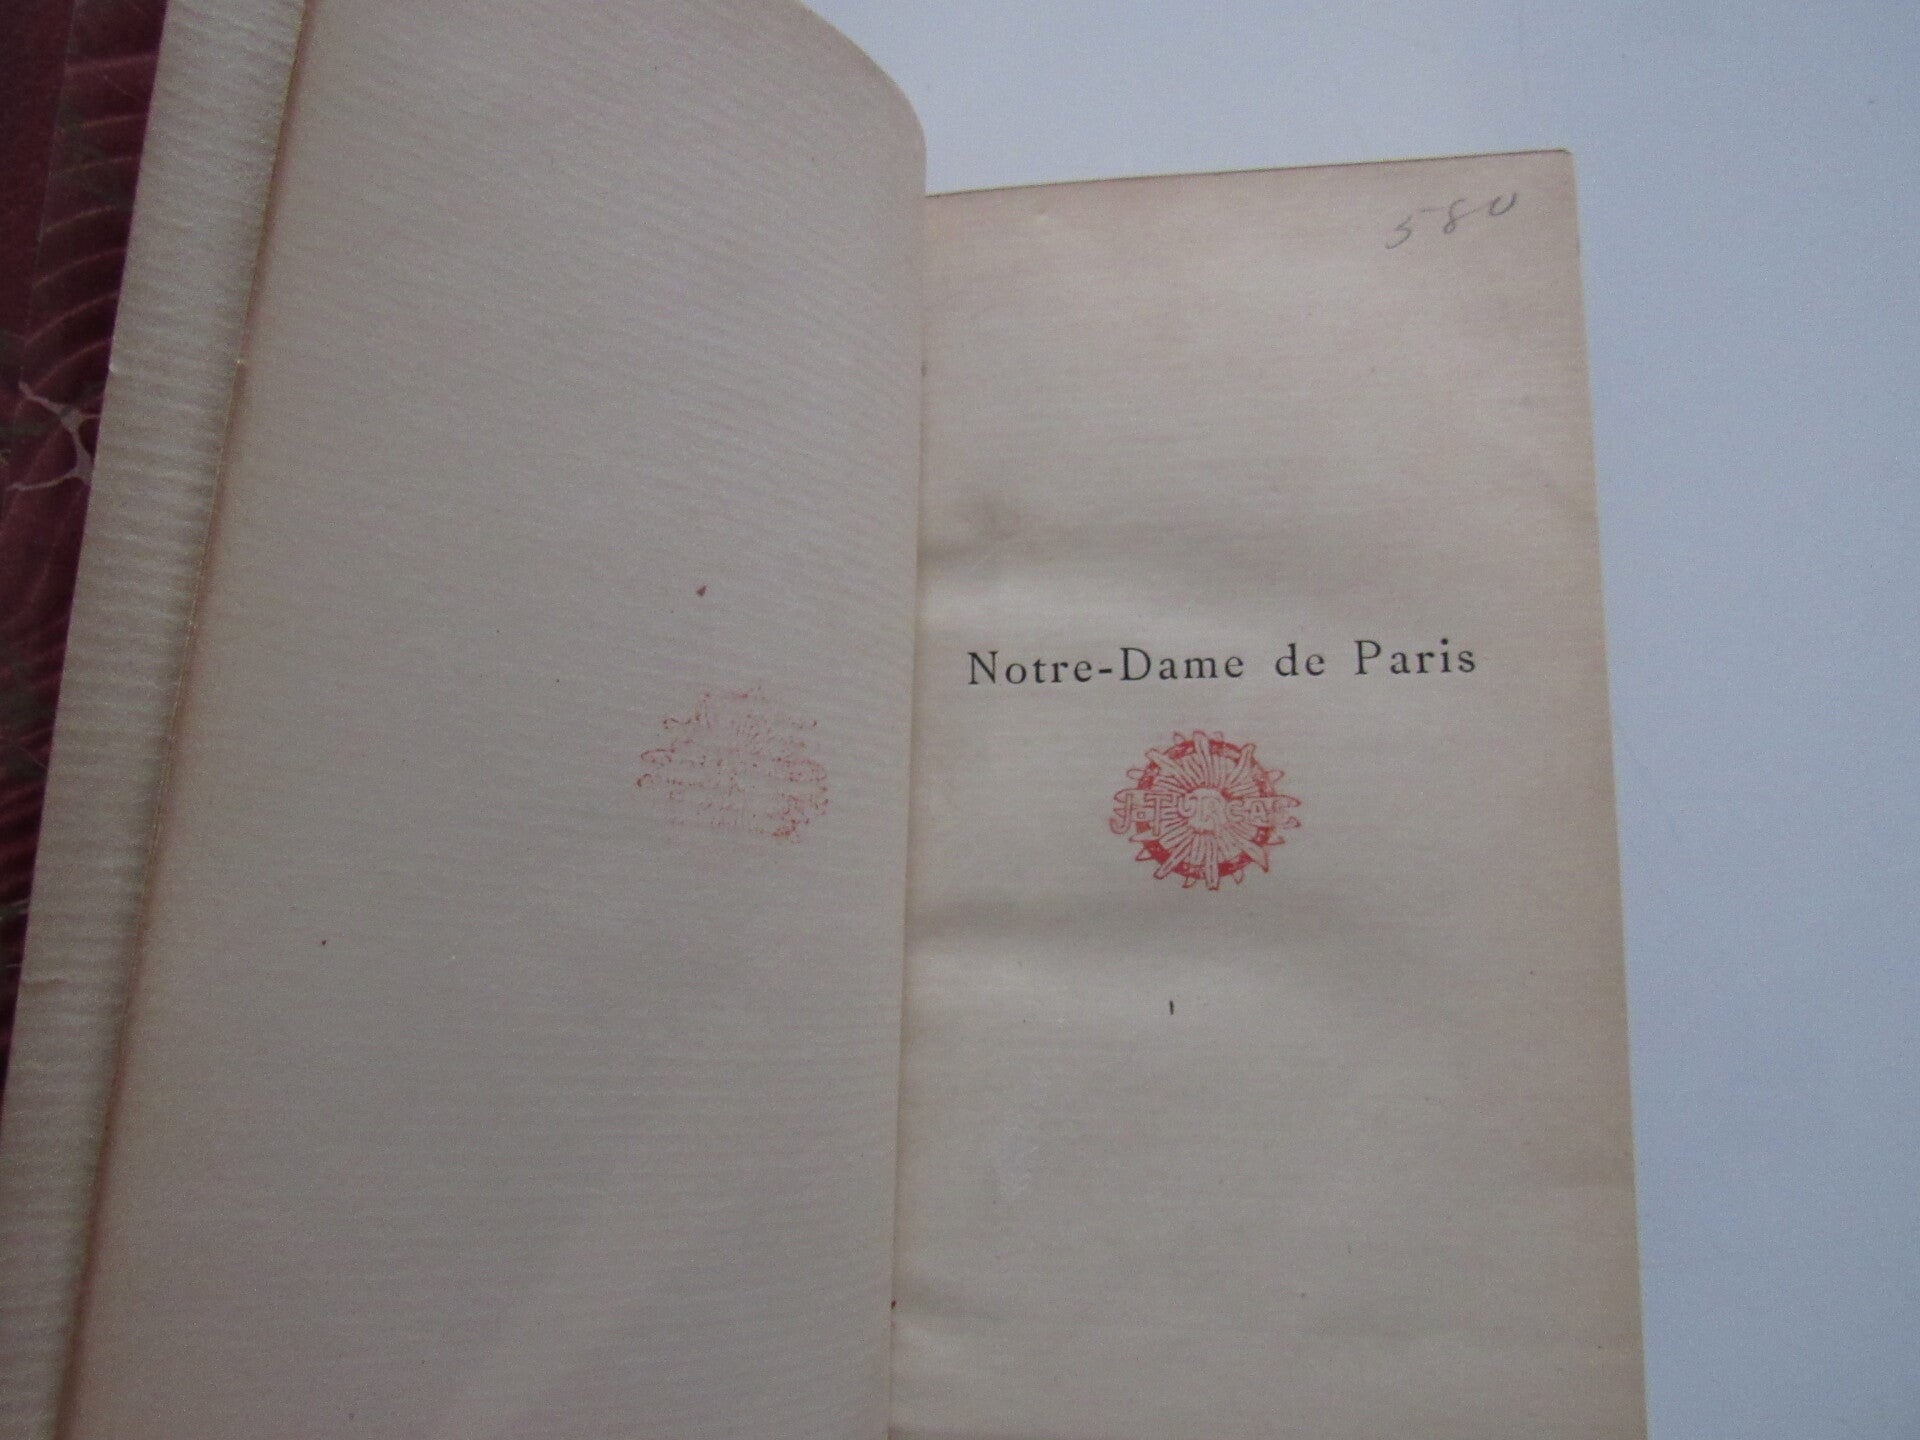 580
Notre-Dame de Paris
J. TURCAT
I